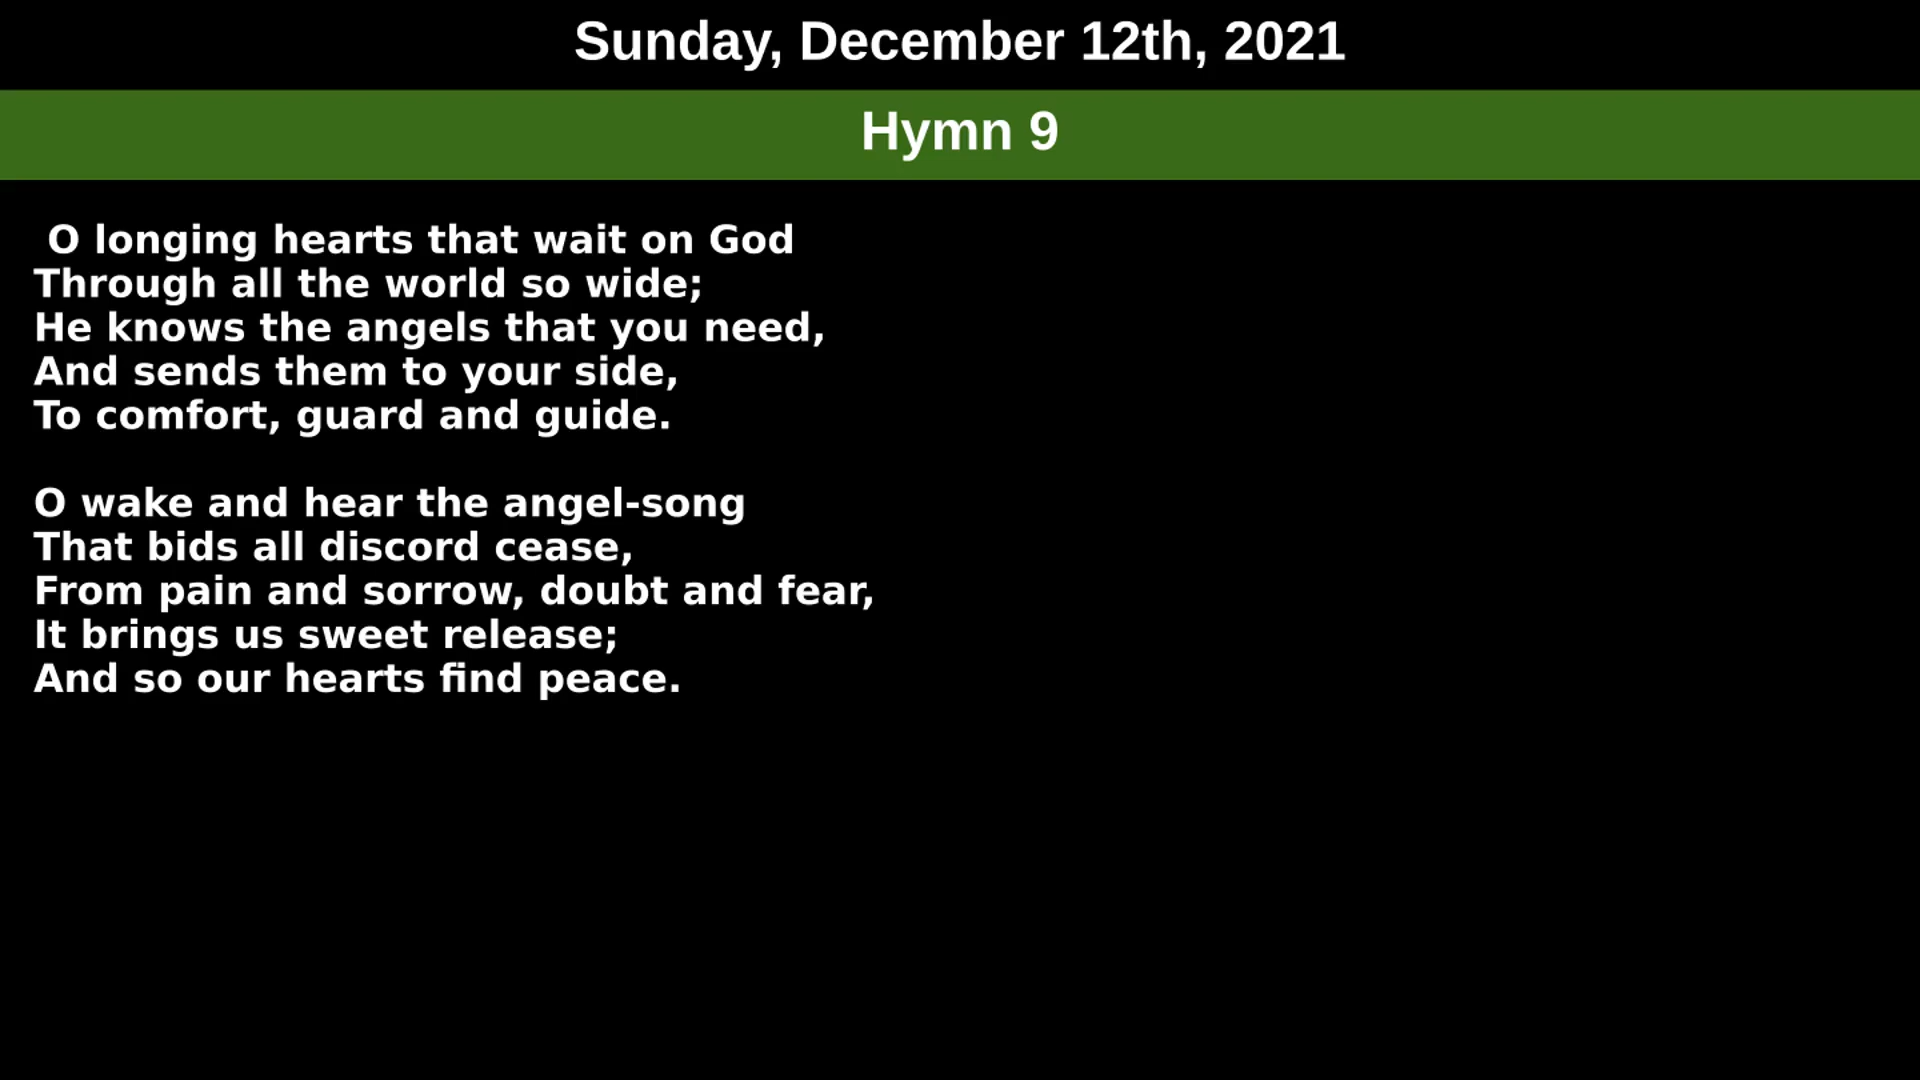 Sunday, December 12th, 2021
Hymn 9
O longing hearts that wait on God
Through all the world so wide;
He knows the angels that you need,
And sends them to your side,
To comfort, guard and guide.
O wake and hear the angel-song
That bids all discord cease,
From pain and sorrow, doubt and fear,
It brings us sweet release;
And so our hearts find peace.